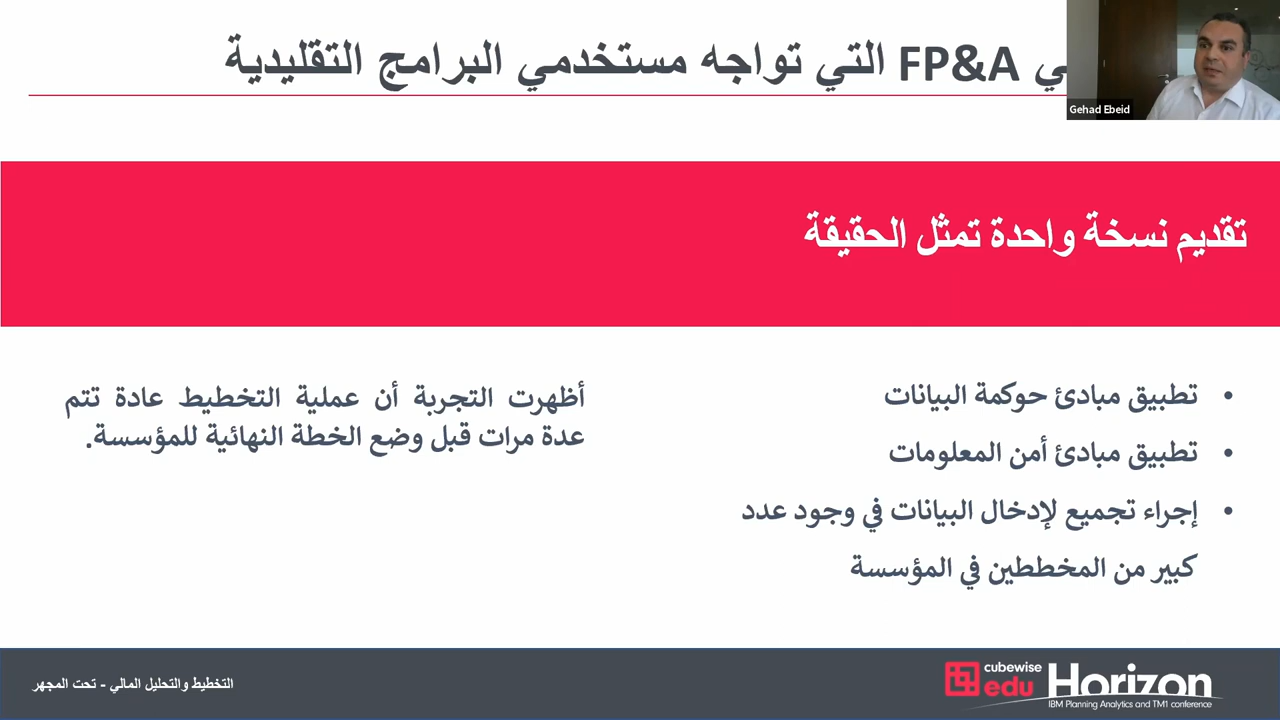 FP&A التي تواجه مستخدمي البرامج التقليدية
Gehad Ebeid
تقديم نسخة واحدة تمثل الحقيقة
• تطبيق مبادئ حوكمة البيانات
• تطبيق مبادئ أمن المعلومات
• إجراء تجميع لإدخال البيانات في وجود عدد
كبير من المخططين في المؤسسة
أظهرت التجربة أن عملية التخطيط عادة تتم
عدة مرات قبل وضع الخطة النهائية للمؤسسة.
التخطيط والتحليل المالي - تحت المجهر
cubewise
edu Horizon
IBM Planning Analytics and TM1 conference